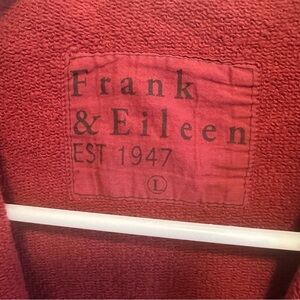 Frank
& Eileen
EST 1947
L